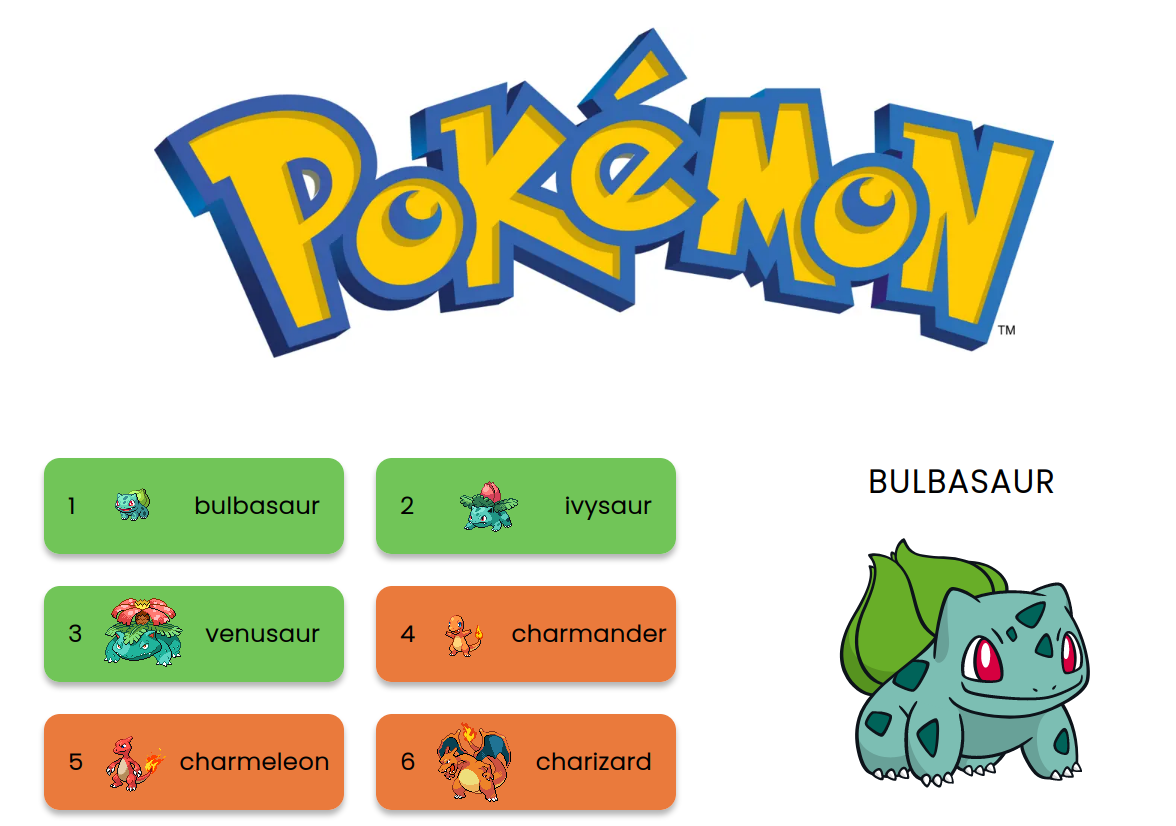 POKéMON
TM
1 bulbasaur
2 ivysaur
BULBASAUR
3 venusaur
4 charmander
5 charmeleon
6 charizard